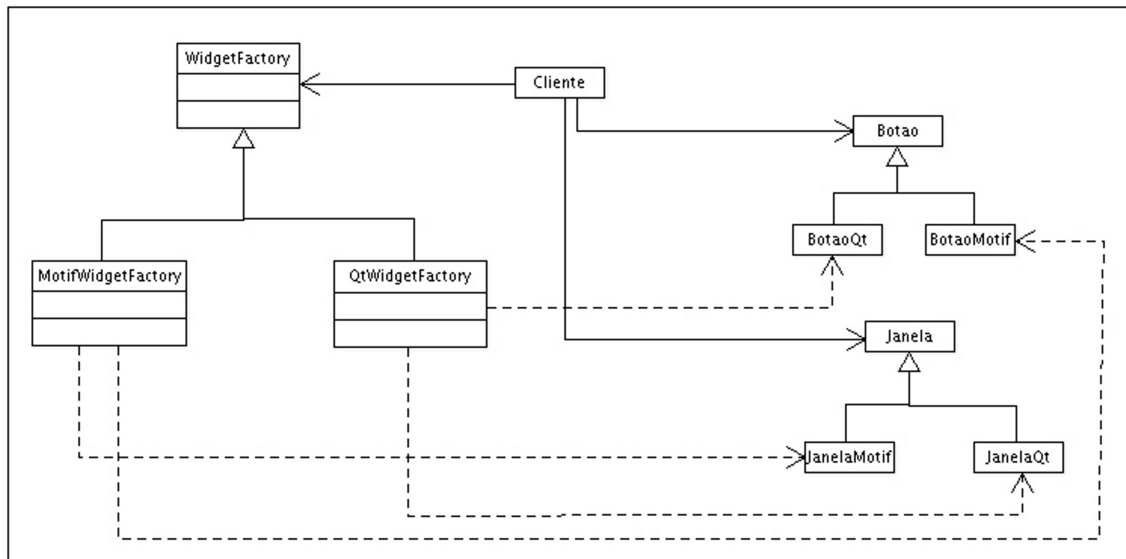 WidgetFactory
Cliente
Botao
BotaoQt
BotaoMotif
MotifWidgetFactory
QtWidgetFactory
Janela
JanelaMotif
JanelaQt